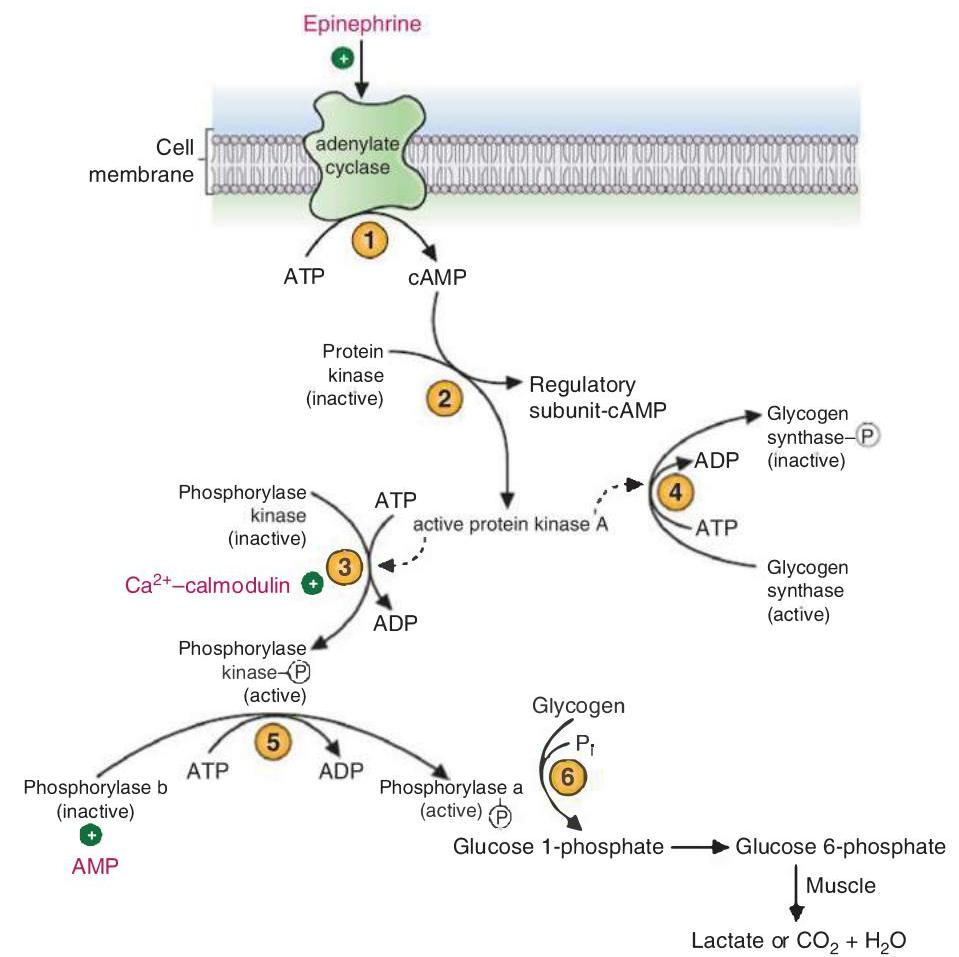 Epinephrine
+
adenylate
cyclase
Cell
membrane
1
ATP
cAMP
Protein
kinase
(inactive)
2
Regulatory
subunit-cAMP
Glycogen
synthase–P
(inactive)
ADP
4
ATP
Glycogen
synthase
(active)
active protein kinase A
Phosphorylase
kinase
(inactive)
ATP
3
Ca²⁺–calmodulin +
ADP
Phosphorylase
kinase–P
(active)
5
ATP
ADP
Phosphorylase b
(inactive)
+
AMP
Phosphorylase a
(active) P
Glycogen
Pi
6
Glucose 1-phosphate
Glucose 6-phosphate
Muscle
Lactate or CO₂ + H₂O